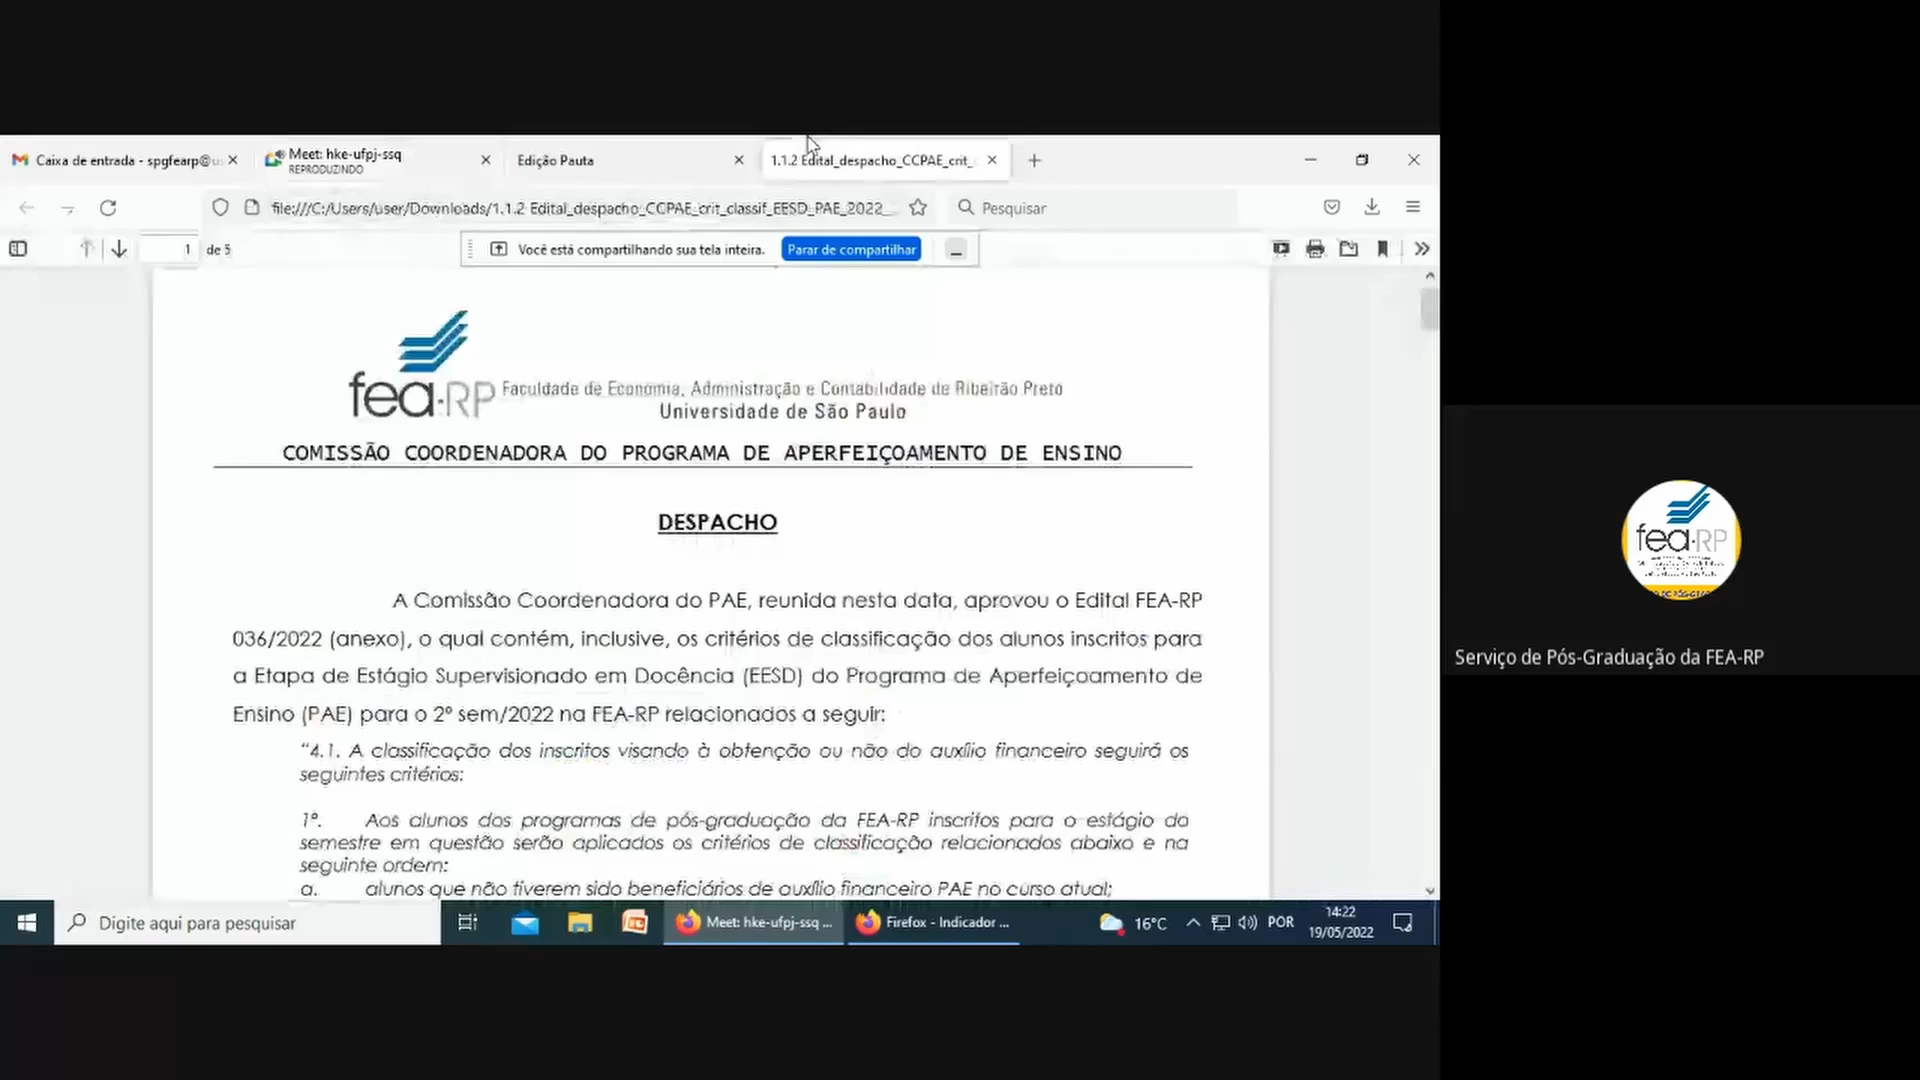 Caixa de entrada - spgfearp@us
Meet: hke-ufpj-ssq
REPRODUZINDO
Edição Pauta
1.1.2 Edital_despacho_CCPAE_crit_
file:///C:/Users/user/Downloads/1.1.2 Edital_despacho_CCPAE_crit_classif_EESD_PAE_2022_
Pesquisar
1 de 5
Você está compartilhando sua tela inteira.
Parar de compartilhar
fea-RP
Faculdade de Economia, Administração e Contabilidade de Ribeirão Preto
Universidade de São Paulo
COMISSÃO COORDENADORA DO PROGRAMA DE APERFEIÇOAMENTO DE ENSINO
DESPACHO
A Comissão Coordenadora do PAE, reunida nesta data, aprovou o Edital FEA-RP
036/2022 (anexo), o qual contém, inclusive, os critérios de classificação dos alunos inscritos para
a Etapa de Estágio Supervisionado em Docência (EESD) do Programa de Aperfeiçoamento de
Ensino (PAE) para o 2º sem/2022 na FEA-RP relacionados a seguir:
"4.1. A classificação dos inscritos visando à obtenção ou não do auxílio financeiro seguirá os
seguintes critérios:
1º. Aos alunos dos programas de pós-graduação da FEA-RP inscritos para o estágio do
semestre em questão serão aplicados os critérios de classificação relacionados abaixo e na
seguinte ordem:
a. alunos que não tiverem sido beneficiários de auxílio financeiro PAE no curso atual;
fea-RP
Serviço de Pós-Graduação da FEA-RP
Digite aqui para pesquisar
Meet: hke-ufpj-ssq ...
Firefox - Indicador ...
16°C
POR
14:22
19/05/2022